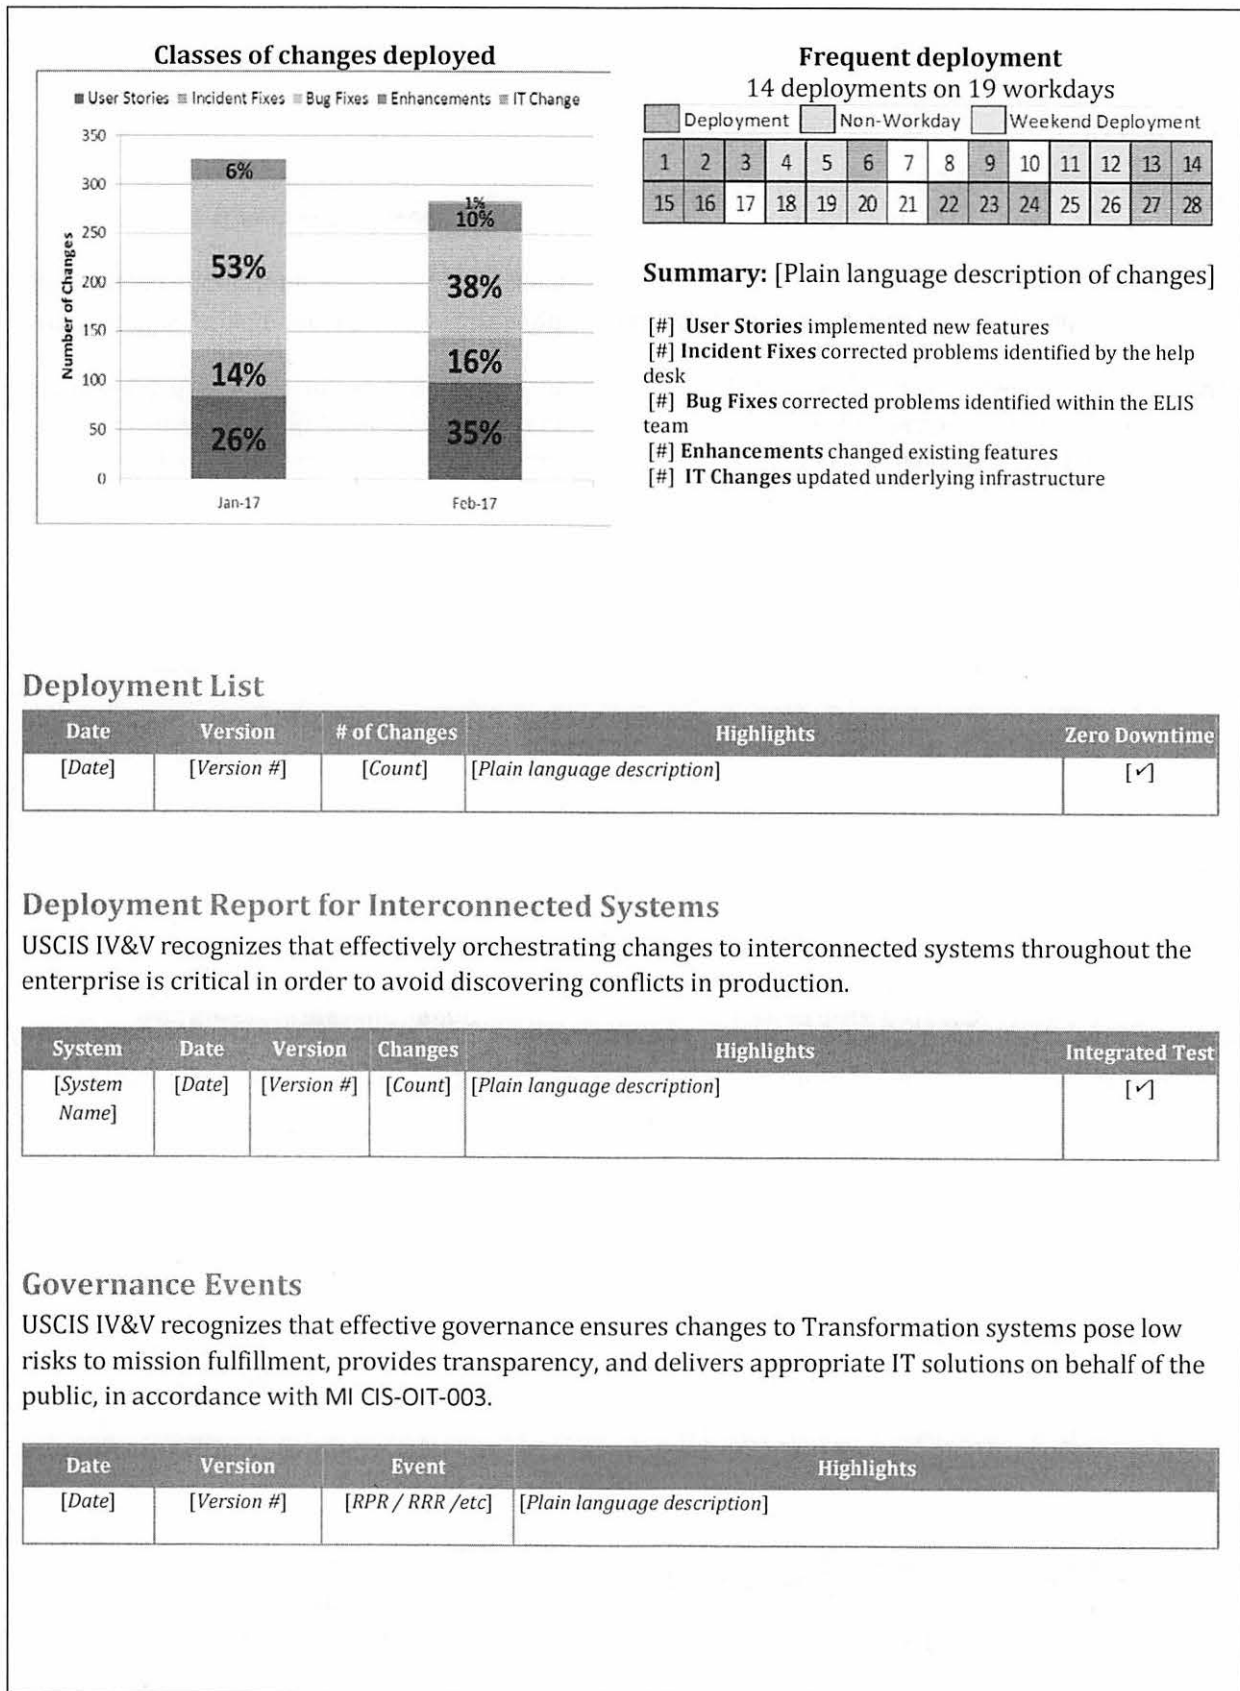 Classes of changes deployed
User Stories Incident Fixes Bug Fixes Enhancements IT Change
350
300
250
200
150
100
50
0
Number of Changes
6%
53%
14%
26%
1%
10%
38%
16%
35%
Jan-17
Feb-17
Frequent deployment
14 deployments on 19 workdays
Deployment Non-Workday Weekend Deployment
1 2 3 4 5 6 7 8 9 10 11 12 13 14
15 16 17 18 19 20 21 22 23 24 25 26 27 28
Summary: [Plain language description of changes]
[#] User Stories implemented new features
[#] Incident Fixes corrected problems identified by the help
desk
[#] Bug Fixes corrected problems identified within the ELIS
team
[#] Enhancements changed existing features
[#] IT Changes updated underlying infrastructure
Deployment List
Date Version # of Changes Highlights Zero Downtime
[Date] [Version #] [Count] [Plain language description] [✓]
Deployment Report for Interconnected Systems
USCIS IV&V recognizes that effectively orchestrating changes to interconnected systems throughout the
enterprise is critical in order to avoid discovering conflicts in production.
System Date Version Changes Highlights Integrated Test
[System [Date] [Version #] [Count] [Plain language description] [✓]
Name]
Governance Events
USCIS IV&V recognizes that effective governance ensures changes to Transformation systems pose low
risks to mission fulfillment, provides transparency, and delivers appropriate IT solutions on behalf of the
public, in accordance with MI CIS-OIT-003.
Date Version Event Highlights
[Date] [Version #] [RPR / RRR /etc] [Plain language description]